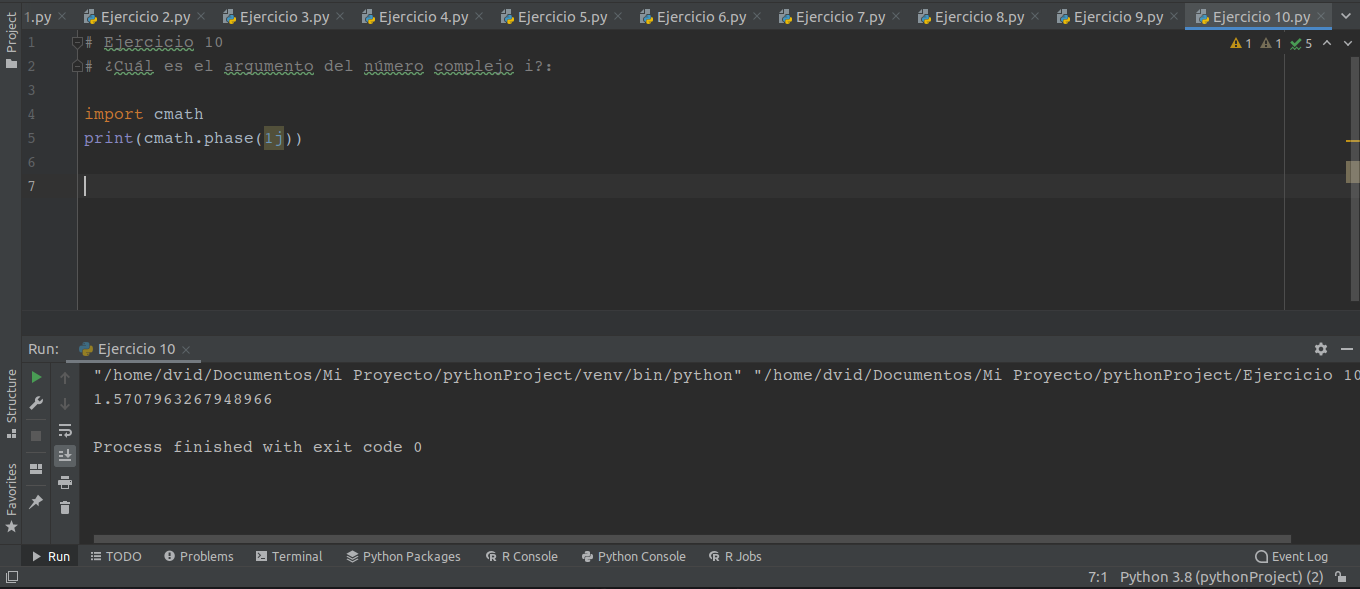 1.py Ejercicio 2.py Ejercicio 3.py Ejercicio 4.py Ejercicio 5.py Ejercicio 6.py Ejercicio 7.py Ejercicio 8.py Ejercicio 9.py Ejercicio 10.py
Project
1 # Ejercicio 10
1 1 5
2 # ¿Cuál es el argumento del número complejo i?:
3
4 import cmath
5 print(cmath.phase(1j))
6
7
Run: Ejercicio 10
"/home/dvid/Documentos/Mi Proyecto/pythonProject/venv/bin/python" "/home/dvid/Documentos/Mi Proyecto/pythonProject/Ejercicio 10
1.5707963267948966
Process finished with exit code 0
Structure
Favorites
Run TODO Problems Terminal Python Packages R Console Python Console R Jobs Event Log
7:1 Python 3.8 (pythonProject) (2)